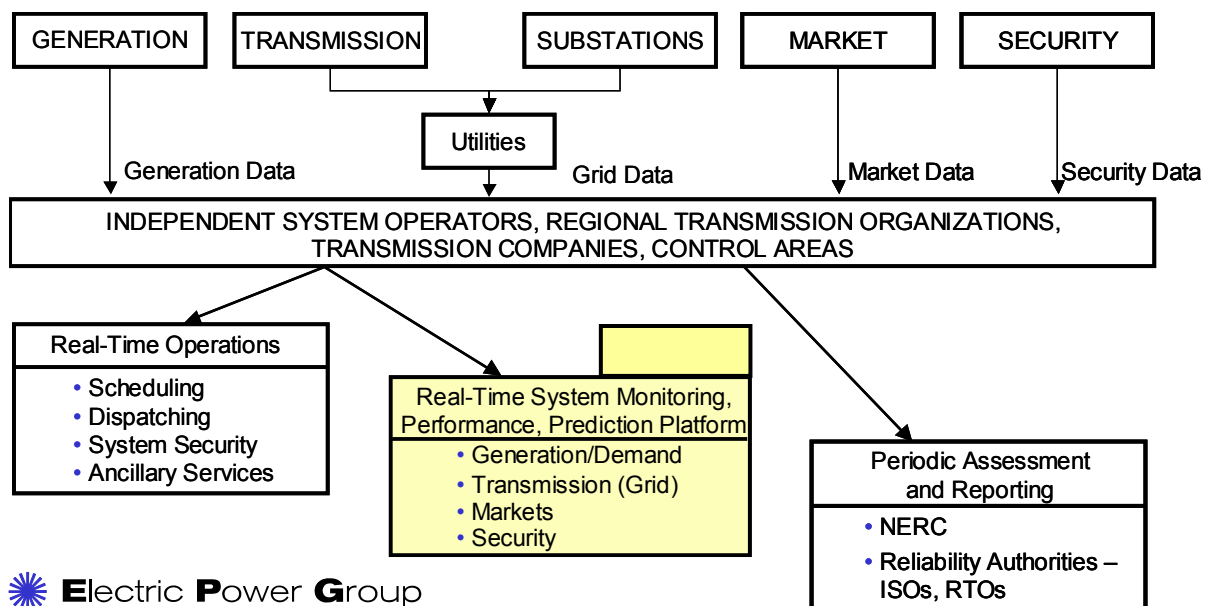 GENERATION
TRANSMISSION
SUBSTATIONS
MARKET
SECURITY
Utilities
Generation Data
Grid Data
Market Data
Security Data
INDEPENDENT SYSTEM OPERATORS, REGIONAL TRANSMISSION ORGANIZATIONS,
TRANSMISSION COMPANIES, CONTROL AREAS
Real-Time Operations
• Scheduling
• Dispatching
• System Security
• Ancillary Services
Real-Time System Monitoring,
Performance, Prediction Platform
• Generation/Demand
• Transmission (Grid)
• Markets
• Security
Periodic Assessment
and Reporting
• NERC
• Reliability Authorities –
ISOs, RTOs
Electric Power Group